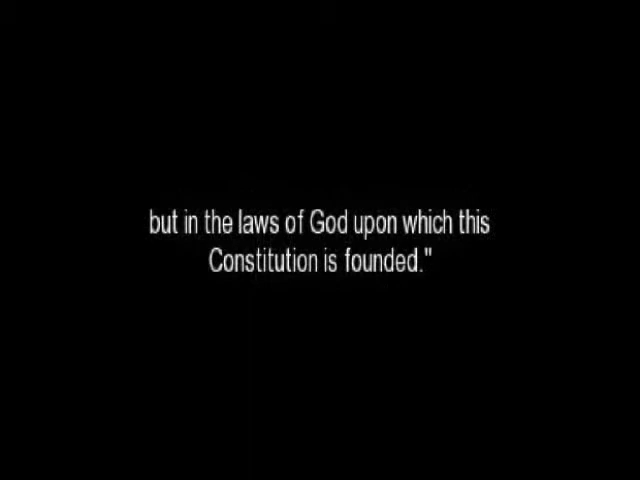 but in the laws of God upon which this
Constitution is founded."